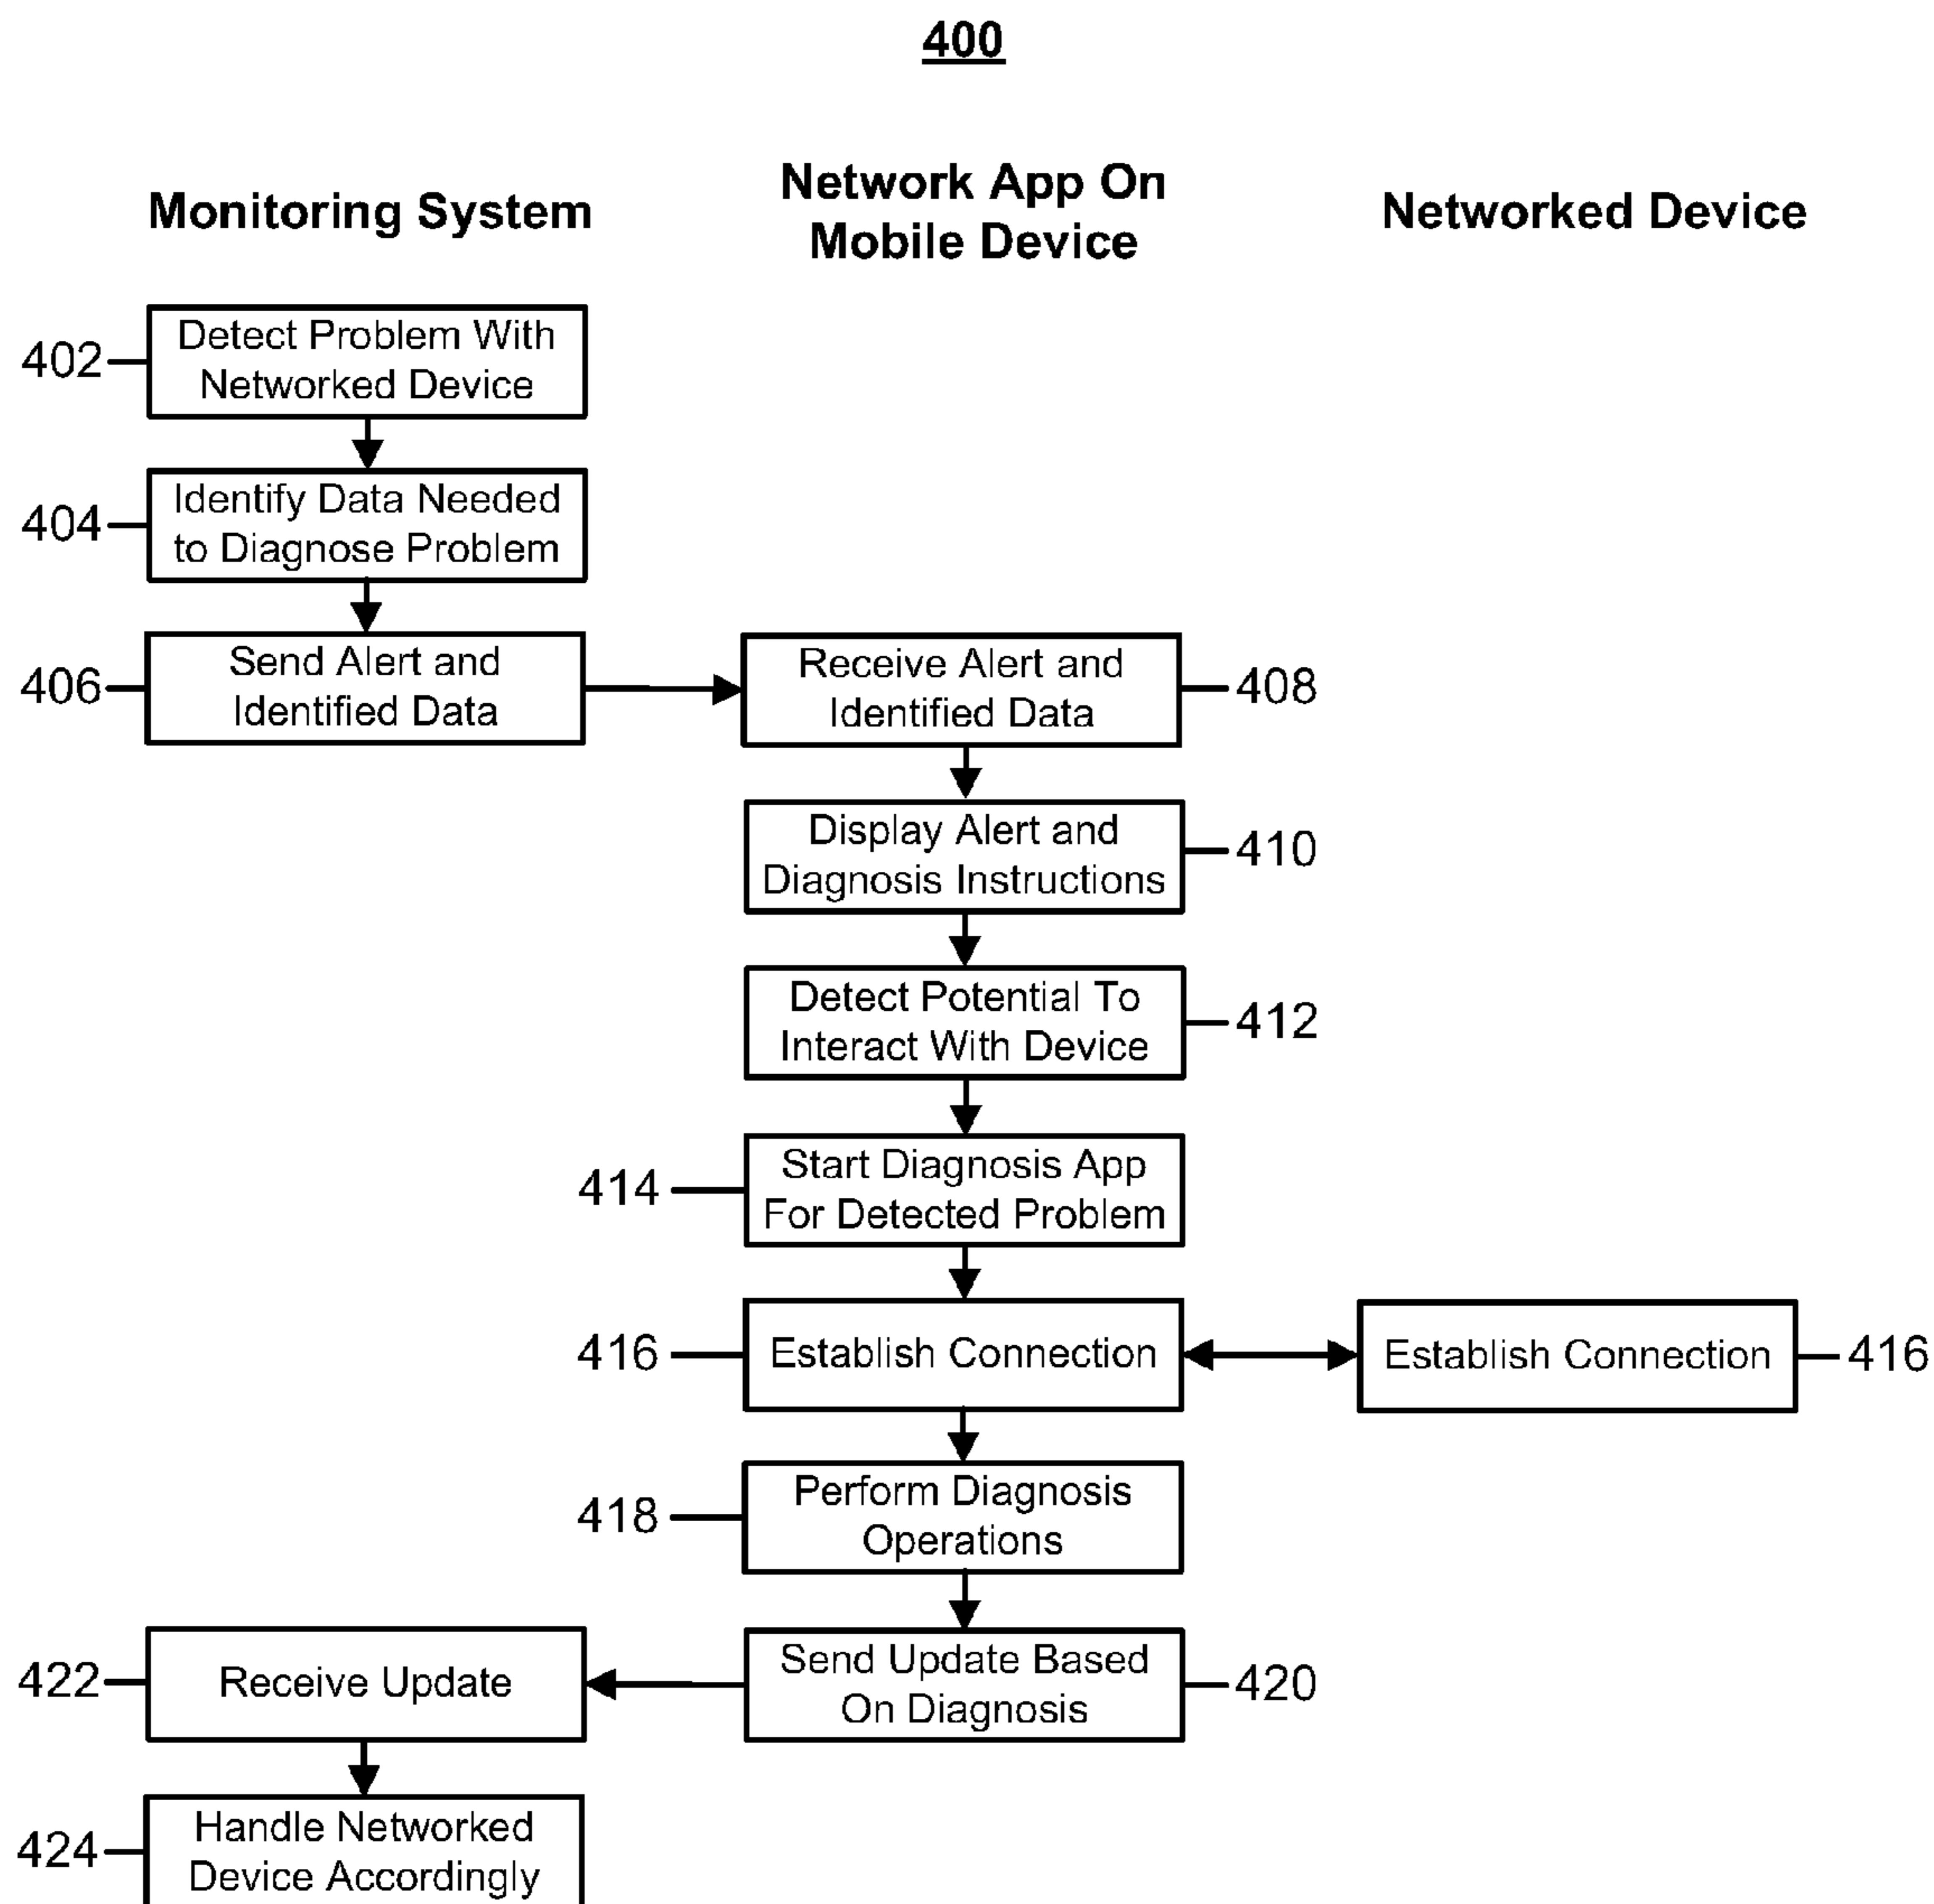 400
Monitoring System
Network App On
Mobile Device
Networked Device
402
Detect Problem With
Networked Device
404
Identify Data Needed
to Diagnose Problem
406
Send Alert and
Identified Data
Receive Alert and
Identified Data
408
Display Alert and
Diagnosis Instructions
410
Detect Potential To
Interact With Device
412
414
Start Diagnosis App
For Detected Problem
416
Establish Connection
Establish Connection
416
418
Perform Diagnosis
Operations
422
Receive Update
Send Update Based
On Diagnosis
420
424
Handle Networked
Device Accordingly